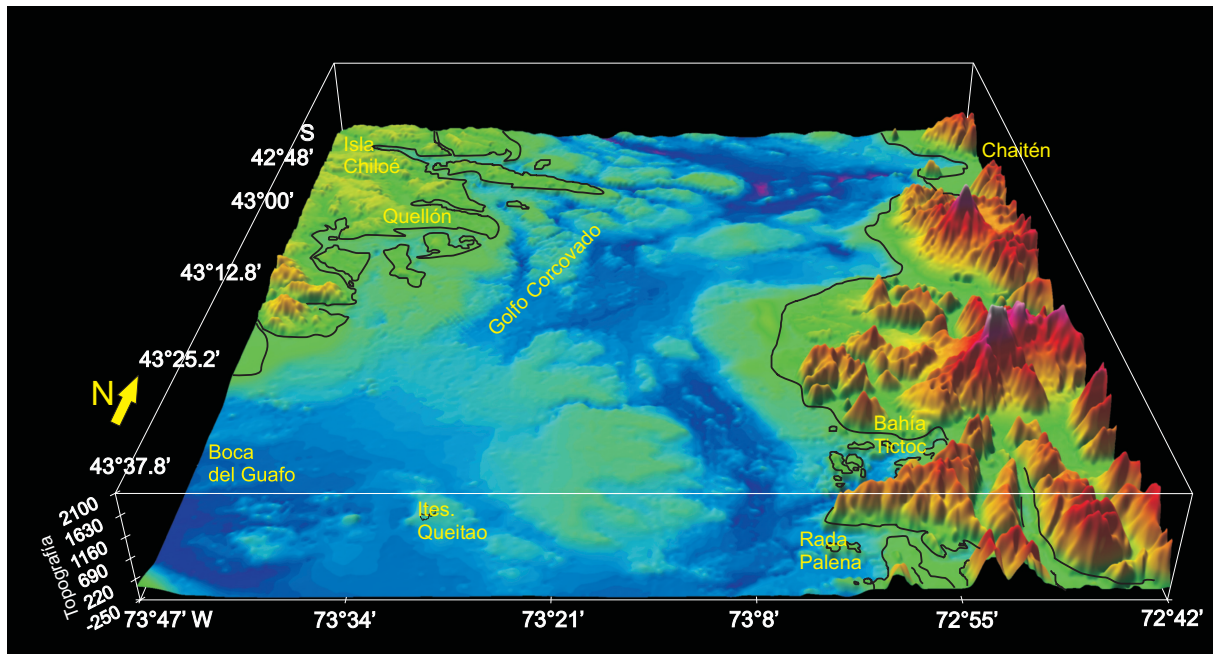 S
42°48’
Isla
Chiloé
Chaitén
43°00’
Quellón
Golfo Corcovado
43°12.8’
43°25.2’
N
Bahía
Tictoc
Boca
del Guafo
43°37.8’
Ites.
Queitao
Rada
Palena
2100
1630
1160
690
220
-250
Topografía
73°47’ W
73°34’
73°21’
73°8’
72°55’
72°42’